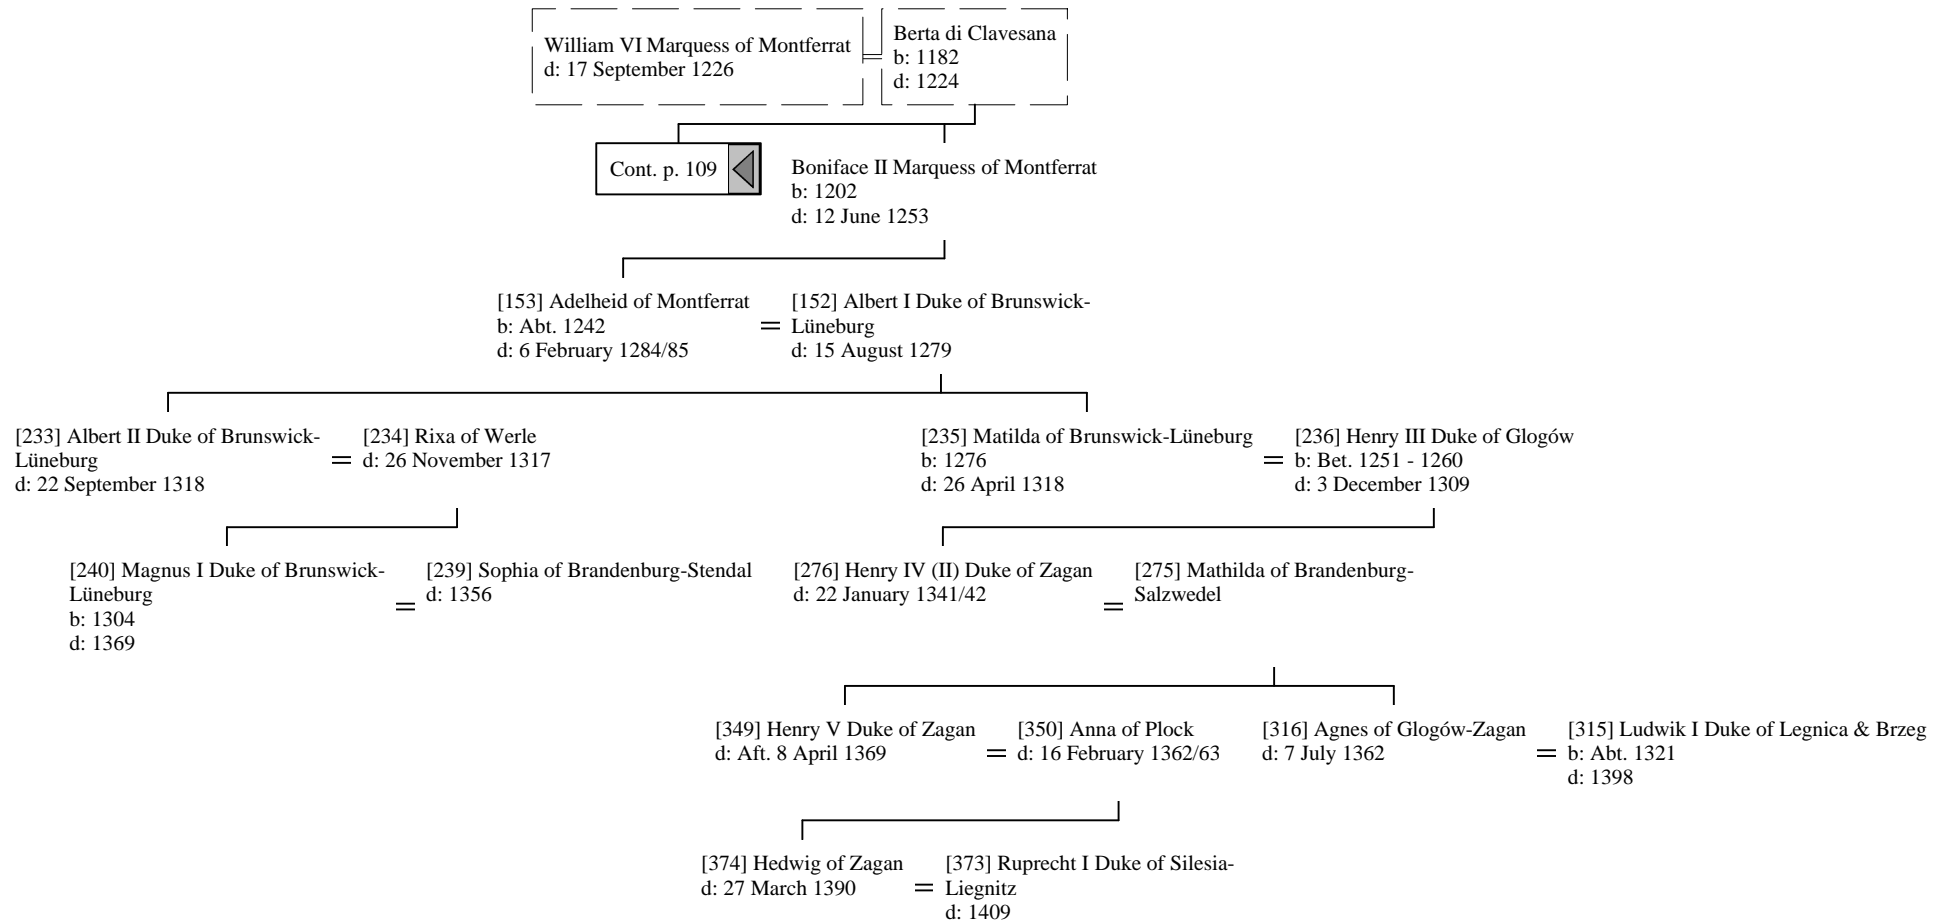 William VI Marquess of Montferrat
d: 17 September 1226
Berta di Clavesana
b: 1182
d: 1224
Cont. p. 109
Boniface II Marquess of Montferrat
b: 1202
d: 12 June 1253
[153] Adelheid of Montferrat
b: Abt. 1242
d: 6 February 1284/85
=
[152] Albert I Duke of Brunswick-
Lüneburg
d: 15 August 1279
[233] Albert II Duke of Brunswick-
Lüneburg
d: 22 September 1318
=
[234] Rixa of Werle
d: 26 November 1317
[235] Matilda of Brunswick-Lüneburg
b: 1276
d: 26 April 1318
=
[236] Henry III Duke of Glogów
b: Bet. 1251 - 1260
d: 3 December 1309
[240] Magnus I Duke of Brunswick-
Lüneburg
b: 1304
d: 1369
=
[239] Sophia of Brandenburg-Stendal
d: 1356
[276] Henry IV (II) Duke of Zagan
d: 22 January 1341/42
=
[275] Mathilda of Brandenburg-
Salzwedel
[349] Henry V Duke of Zagan
d: Aft. 8 April 1369
=
[350] Anna of Plock
d: 16 February 1362/63
[316] Agnes of Glogów-Zagan
d: 7 July 1362
=
[315] Ludwik I Duke of Legnica & Brzeg
b: Abt. 1321
d: 1398
[374] Hedwig of Zagan
d: 27 March 1390
=
[373] Ruprecht I Duke of Silesia-
Liegnitz
d: 1409